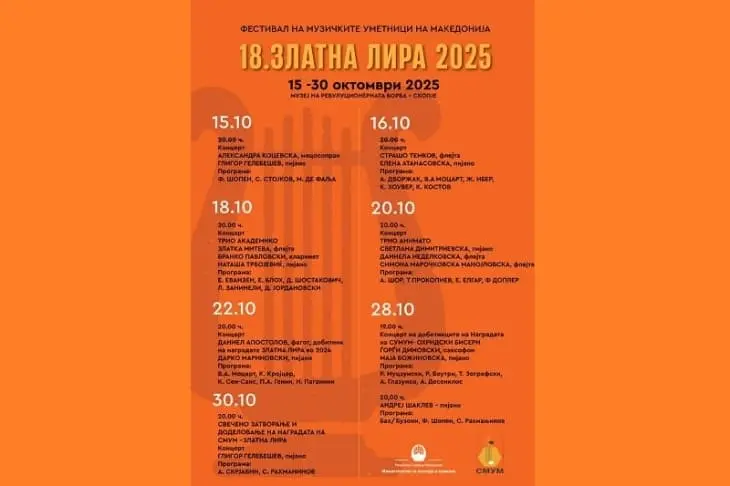 ФЕСТИВАЛ НА МУЗИЧКИТЕ УМЕТНИЦИ НА МАКЕДОНИЈА
18.ЗЛАТНА ЛИРА 2025
15 -30 октомври 2025
МУЗЕЈ НА РЕВУЛУЦИОНЕРНАТА БОРБА - СКОПЈЕ
15.10
20.00 ч.
Концерт
АЛЕКСАНДРА КОЦЕВСКА, мецосопран
ГЛИГОР ГЕЛЕБЕШЕВ, пијано
Програма:
Ф. ШОПЕН, С. СТОЈКОВ, М. ДЕ ФАЉА
16.10
20.00 ч.
Концерт
СТРАШО ТЕМКОВ, флејта
ЕЛЕНА АТАНАСОВСКА, пијано
Програма:
А. ДВОРЖАК, В.А МОЦАРТ, Ж. ИБЕР,
К. ХОУВЕР, К. КОСТОВ
18.10
20.00 ч.
Концерт
ТРИО АКАДЕМИКО
ЗЛАТКА МИТЕВА, флејта
БРАНКО ПАВЛОВСКИ, кларинет
НАТАША ТРБОЈЕВИЌ, пијано
Програма:
Е. ЕВАНЗЕН, Е. БЛОХ, Д. ШОСТАКОВИЧ,
Л. ЗАНИНЕЛИ, Д. ЈОРДАНОВСКИ
20.10
20.00 ч.
Концерт
ТРИО АНИМАТО
СВЕТЛАНА ДИМИТРИЕВСКА, пијано
ДАНИЕЛА НЕДЕЛКОВСКА, флејта
СИМОНА МАРОЧКОВСКА МАНОЈЛОВСКА, флејта
Програма:
А. ШОР, Т.ПРОКОПИЕВ, Е. ЕЛГАР, Ф ДОПЛЕР
22.10
20,00 ч.
Концерт
ДАНИЕЛ АПОСТОЛОВ, фагот, добитник
на наградата ЗЛАТНА ЛИРА во 2024
ДАРКО МАРИНОВСКИ, пијано
Програма:
В.А. Моцарт, К. Кројцер,
К. Сен-Санс, П.А. Генин, Н. Паганини
28.10
19.00 ч.
Концерт на добитниците на Наградата
на СУМУМ- ОХРИДСКИ БИСЕРИ
ЃОРЃИ ДИМОВСКИ, саксофон
МАЈА БОЖИНОВСКА, пијано
Програма:
Р. Муцзунски, Р. Боутри, Т. Зографски,
А. Глазунов, А. Десенклос
20,00 ч.
АНДРЕЈ ШАКЛЕВ - пијано
Програма:
Бах/ Бузони, Ф. Шопен, С. Рахмањинов
30.10
20.00 ч.
СВЕЧЕНО ЗАТВОРАЊЕ И
ДОДЕЛОВАЊЕ НА НАГРАДАТА НА
СМУМ -ЗЛАТНА ЛИРА
Концерт
ГЛИГОР ГЕЛЕБЕШЕВ, пијано
Програма:
А. СКРЈАБИН, С. РАХМАНИНОВ
СМУМ